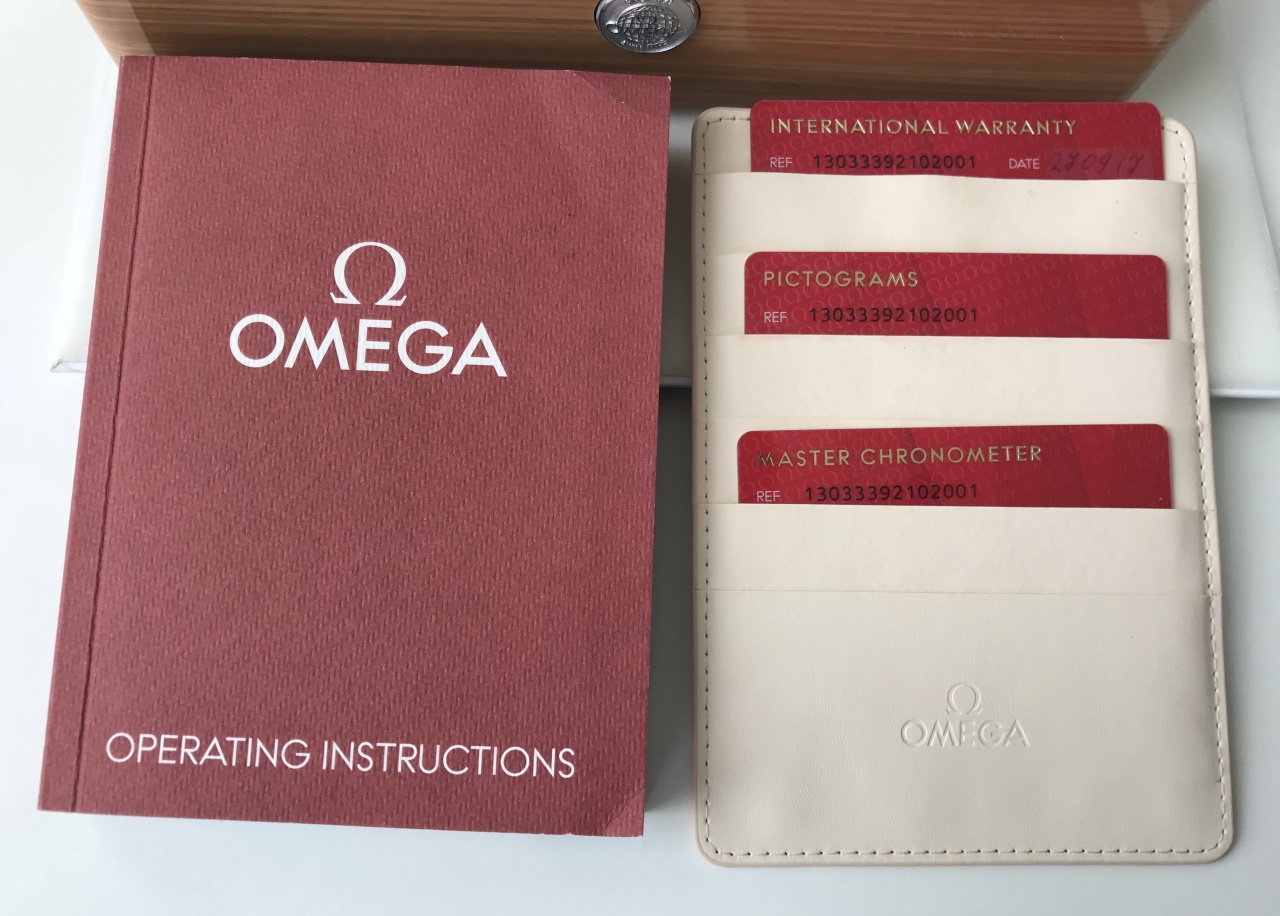 Ω
OMEGA
OPERATING INSTRUCTIONS
INTERNATIONAL WARRANTY
REF 13033392102001 DATE 270917
PICTOGRAMS
REF 13033392102001
MASTER CHRONOMETER
REF 13033392102001
Ω
OMEGA